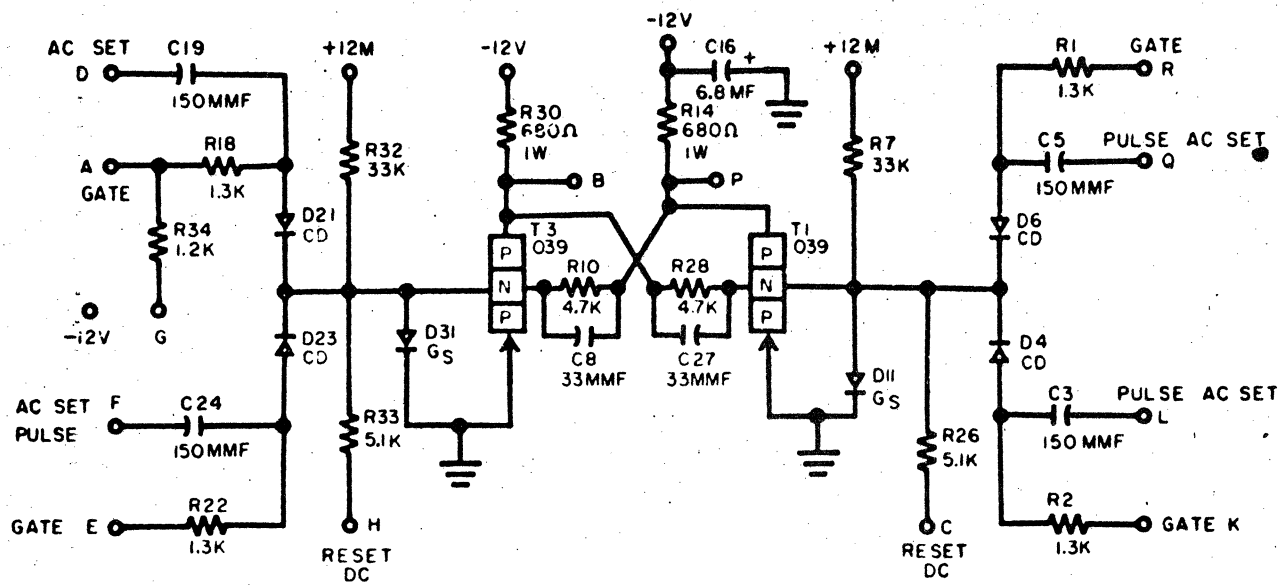 AC SET
D
C19
150MMF
+12M
-12V
-12V
C16
+
6.8MF
+12M
R1
1.3K
GATE
R
A
GATE
R18
1.3K
R32
33K
R30
680Ω
1W
B
R14
680Ω
1W
P
R7
33K
C5
150MMF
PULSE AC SET
Q
R34
1.2K
D21
CD
T3
039
P
N
P
R10
4.7K
R28
4.7K
T1
039
P
N
P
D6
CD
-12V
G
D23
CD
D31
GS
C8
33MMF
C27
33MMF
D11
GS
D4
CD
AC SET
PULSE
F
C24
150MMF
R33
5.1K
R26
5.1K
C3
150MMF
PULSE AC SET
L
GATE E
R22
1.3K
H
RESET
DC
C
RESET
DC
R2
1.3K
GATE K